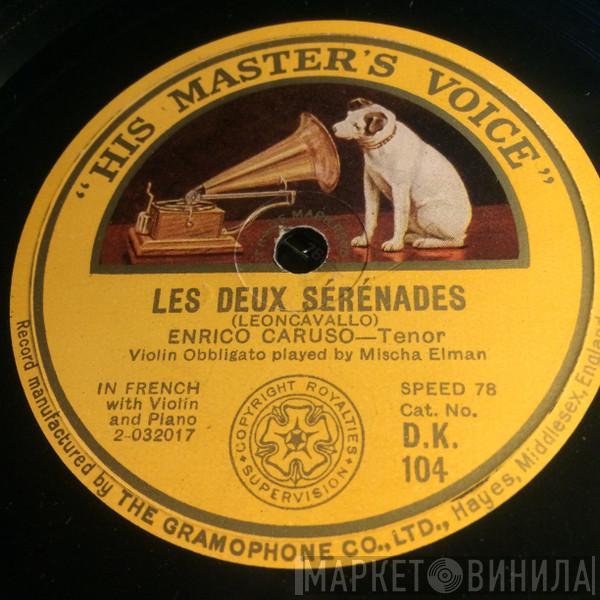 "HIS MASTER'S VOICE"
LES DEUX SÉRÉNADES
(LEONCAVALLO)
ENRICO CARUSO—Tenor
Violin Obbligato played by Mischa Elman
IN FRENCH
with Violin
and Piano
2-032017
COPYRIGHT ROYALTIES
SUPERVISION
SPEED 78
Cat. No.
D.K.
104
Record manufactured by THE GRAMOPHONE CO., LTD., Hayes, Middlesex, England.
МАРКЕТ ВИНИЛА